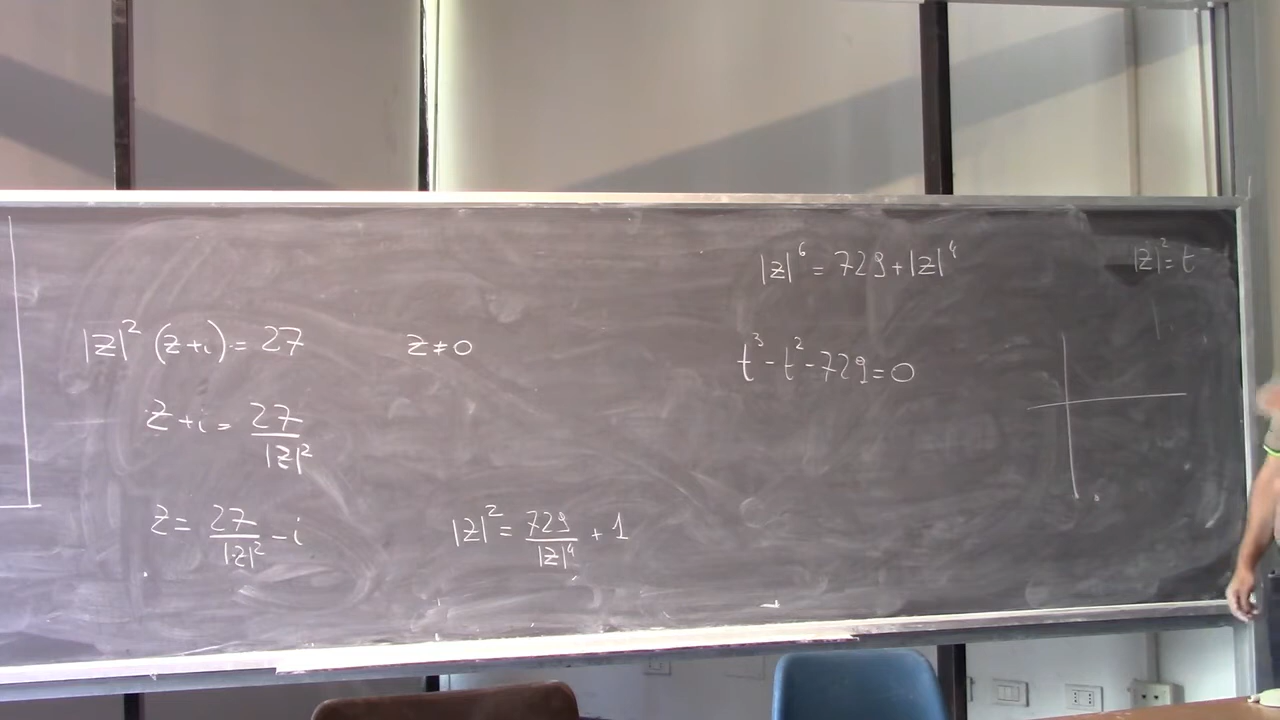 |z|² (z+i) = 27
z≠0
z+i = 27/|z|²
z = 27/|z|² - i
|z|² = 729/|z|⁴ + 1
|z|⁶ = 729 + |z|⁴
t³ - t² - 729 = 0
|z|² = t